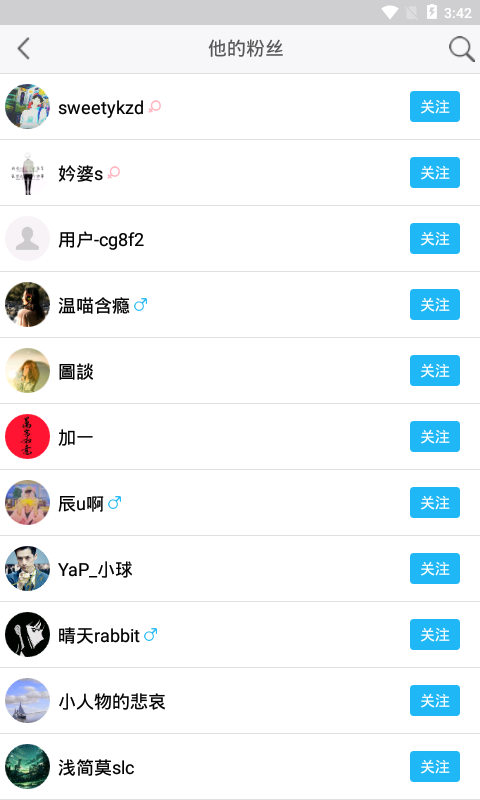 3:42
他的粉丝
sweetykzd 关注
妗婆s 关注
用户-cg8f2 关注
温喵含瘾 关注
圖談 关注
加一 关注
辰u啊 关注
YaP_小球 关注
晴天rabbit 关注
小人物的悲哀 关注
浅简莫slc 关注